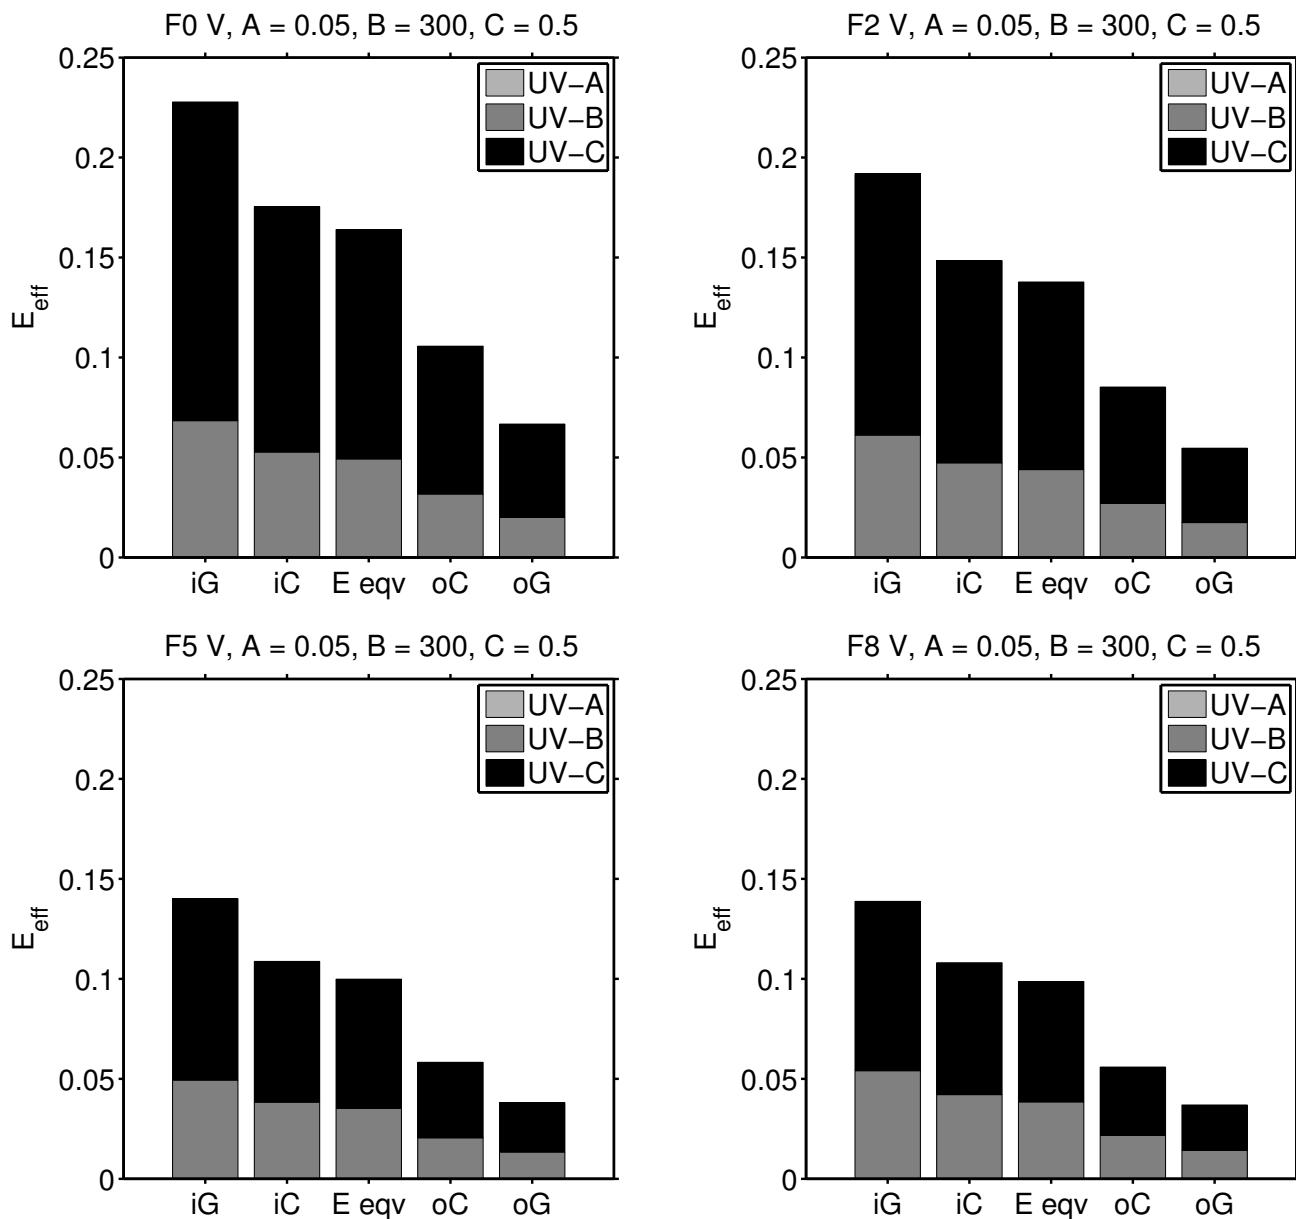 F0 V, A = 0.05, B = 300, C = 0.5
0.25
0.2
0.15
0.1
0.05
0
E_eff
UV−A
UV−B
UV−C
iG iC E eqv oC oG
F2 V, A = 0.05, B = 300, C = 0.5
0.25
0.2
0.15
0.1
0.05
0
E_eff
UV−A
UV−B
UV−C
iG iC E eqv oC oG
F5 V, A = 0.05, B = 300, C = 0.5
0.25
0.2
0.15
0.1
0.05
0
E_eff
UV−A
UV−B
UV−C
iG iC E eqv oC oG
F8 V, A = 0.05, B = 300, C = 0.5
0.25
0.2
0.15
0.1
0.05
0
E_eff
UV−A
UV−B
UV−C
iG iC E eqv oC oG